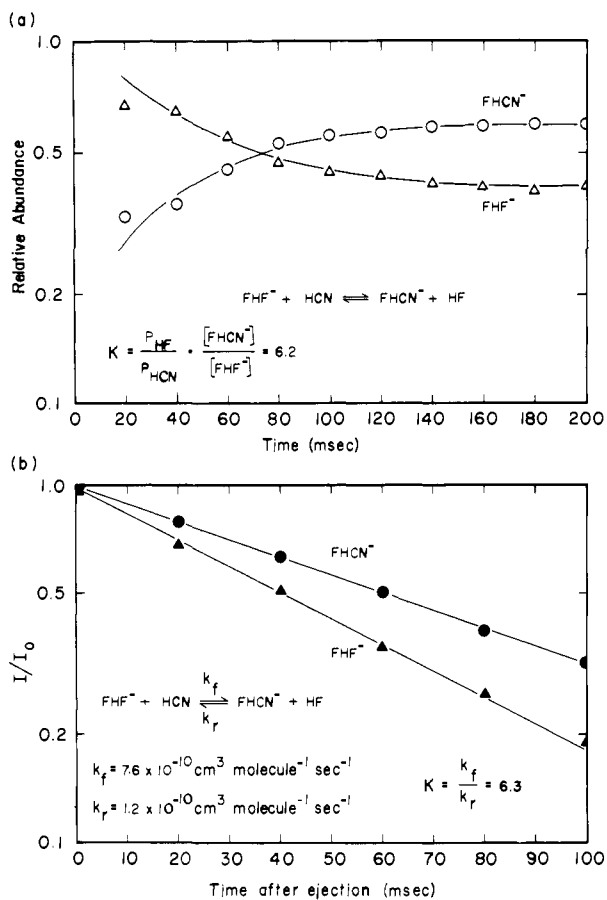 (a)
1.0
0.5
0.2
0.1
Relative Abundance
FHCN⁻
FHF⁻
FHF⁻ + HCN ⇌ FHCN⁻ + HF
K = P_HF / P_HCN · [FHCN⁻] / [FHF⁻] = 6.2
0 20 40 60 80 100 120 140 160 180 200
Time (msec)
(b)
1.0
0.5
0.2
0.1
I/I₀
FHCN⁻
FHF⁻
FHF⁻ + HCN ⇌ FHCN⁻ + HF
k_f
k_r
k_f = 7.6 x 10⁻¹⁰ cm³ molecule⁻¹ sec⁻¹
k_r = 1.2 x 10⁻¹⁰ cm³ molecule⁻¹ sec⁻¹
K = k_f / k_r = 6.3
0 10 20 30 40 50 60 70 80 90 100
Time after ejection (msec)